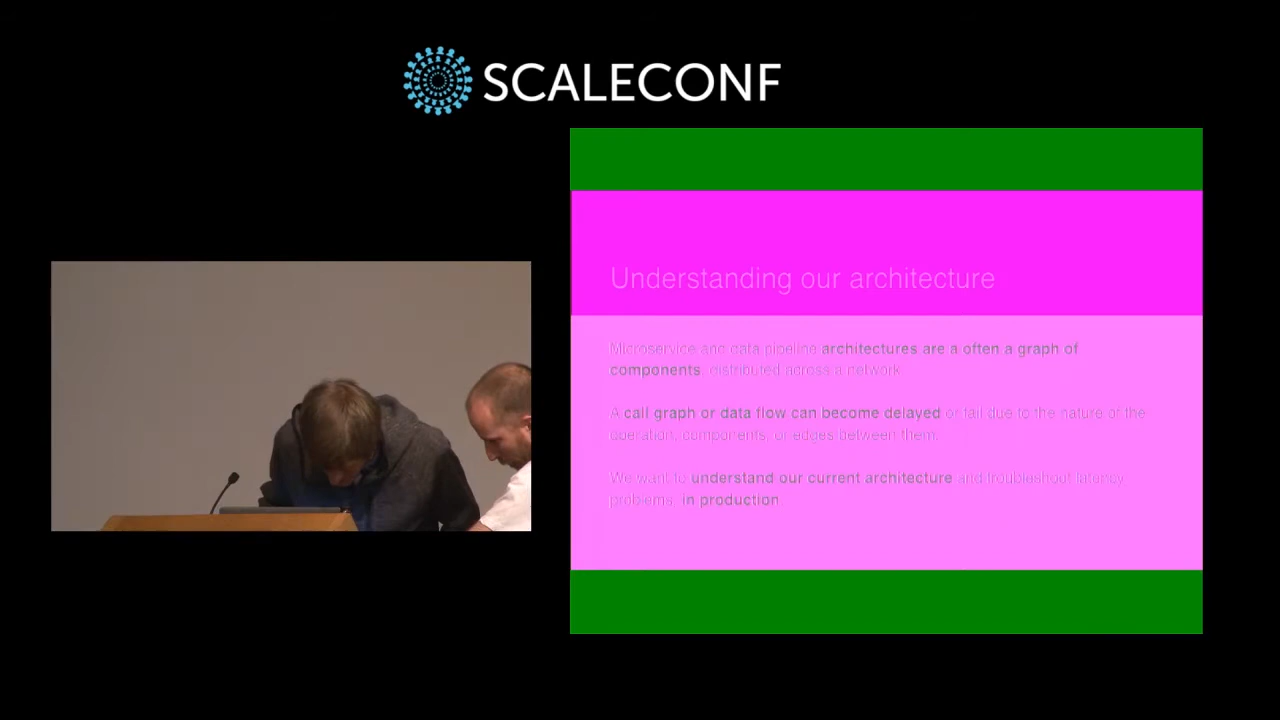 SCALECONF
Understanding our architecture
Microservice and data pipeline architectures are a often a graph of
components, distributed across a network.
A call graph or data flow can become delayed or fail due to the nature of the
operation, components, or edges between them.
We want to understand our current architecture and troubleshoot latency
problems, in production.